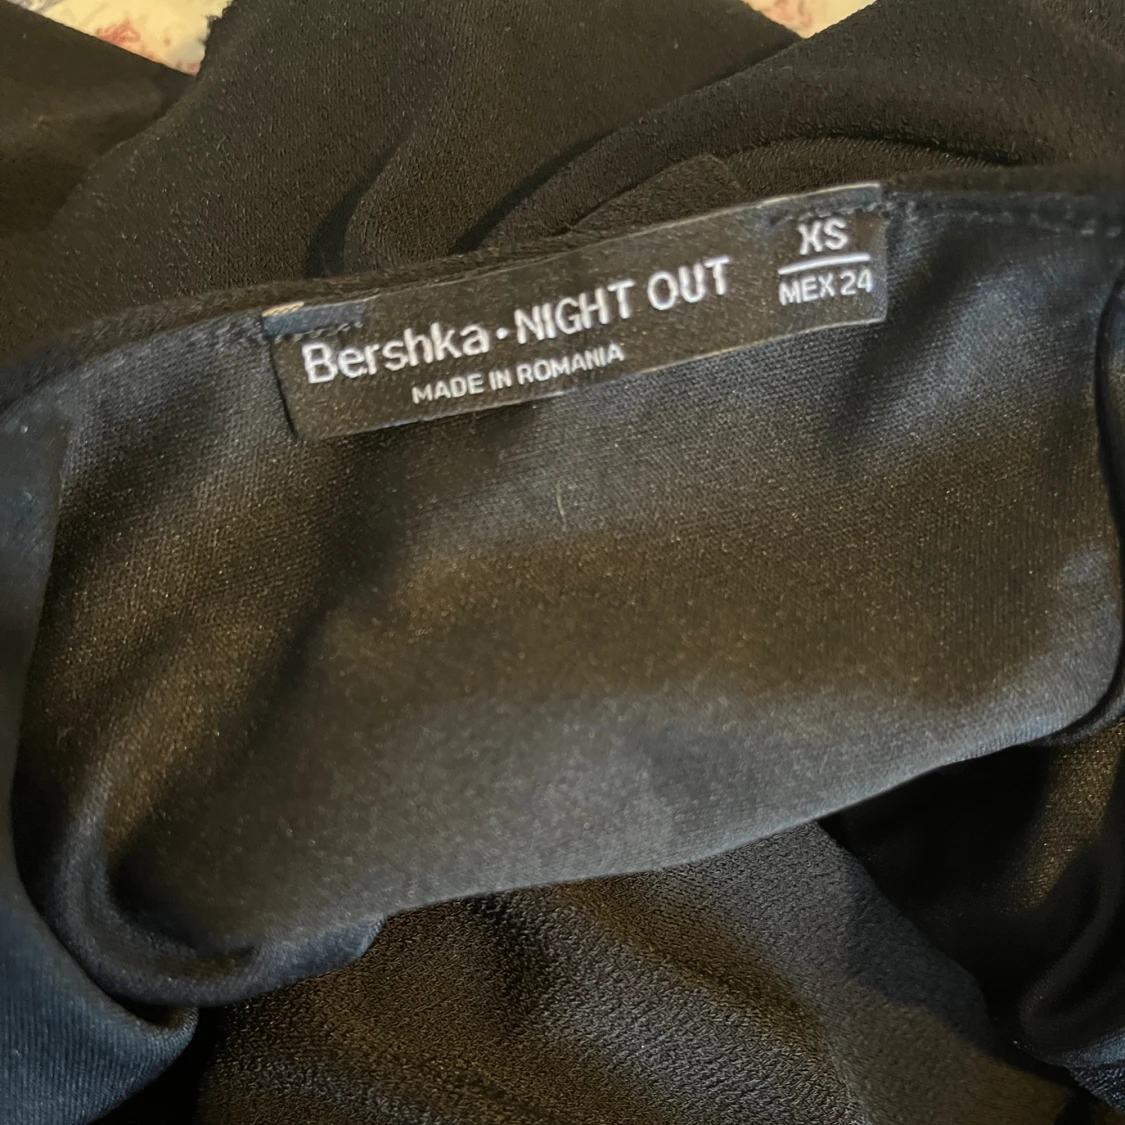 Bershka • NIGHT OUT
MADE IN ROMANIA
XS
MEX 24